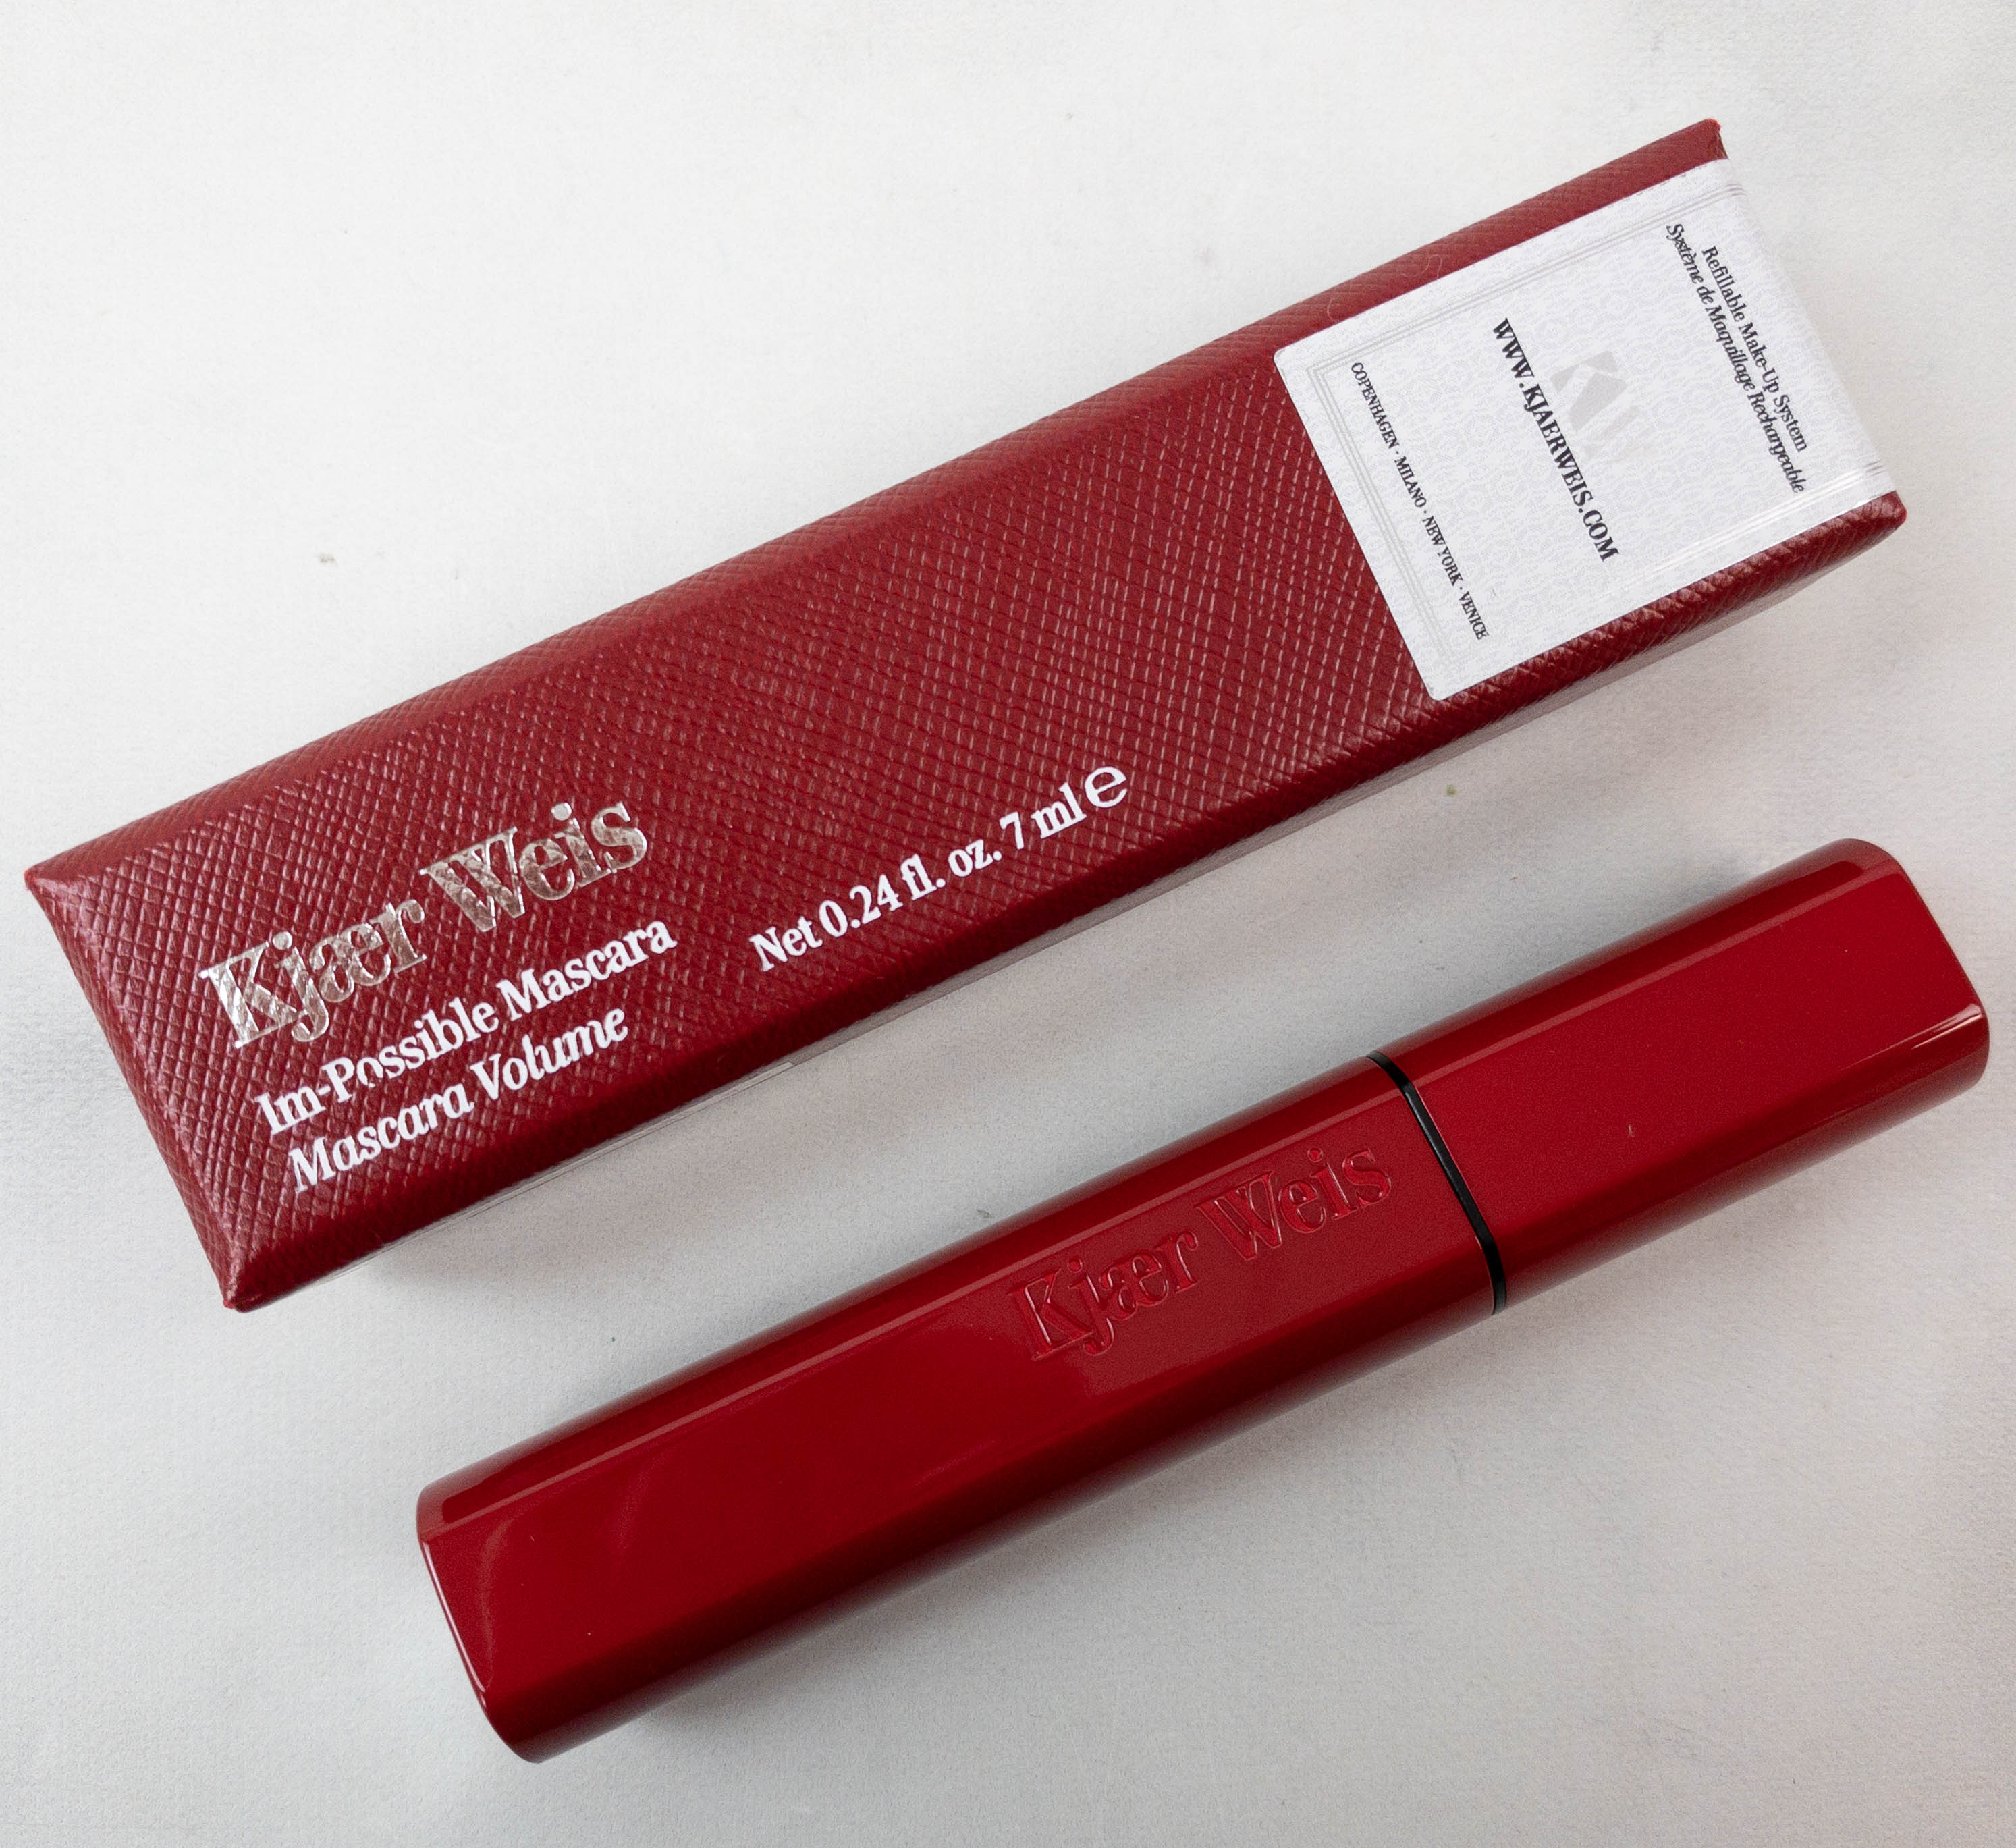 Kjær Weis
Im-Possible Mascara
Mascara Volume
Net 0.24 fl. oz. 7 ml ℮
Refillable Make-Up System
Système de Maquillage Rechargeable
KW
WWW.KJAERWEIS.COM
COPENHAGEN · MILANO · NEW YORK · VENICE
Kjær Weis